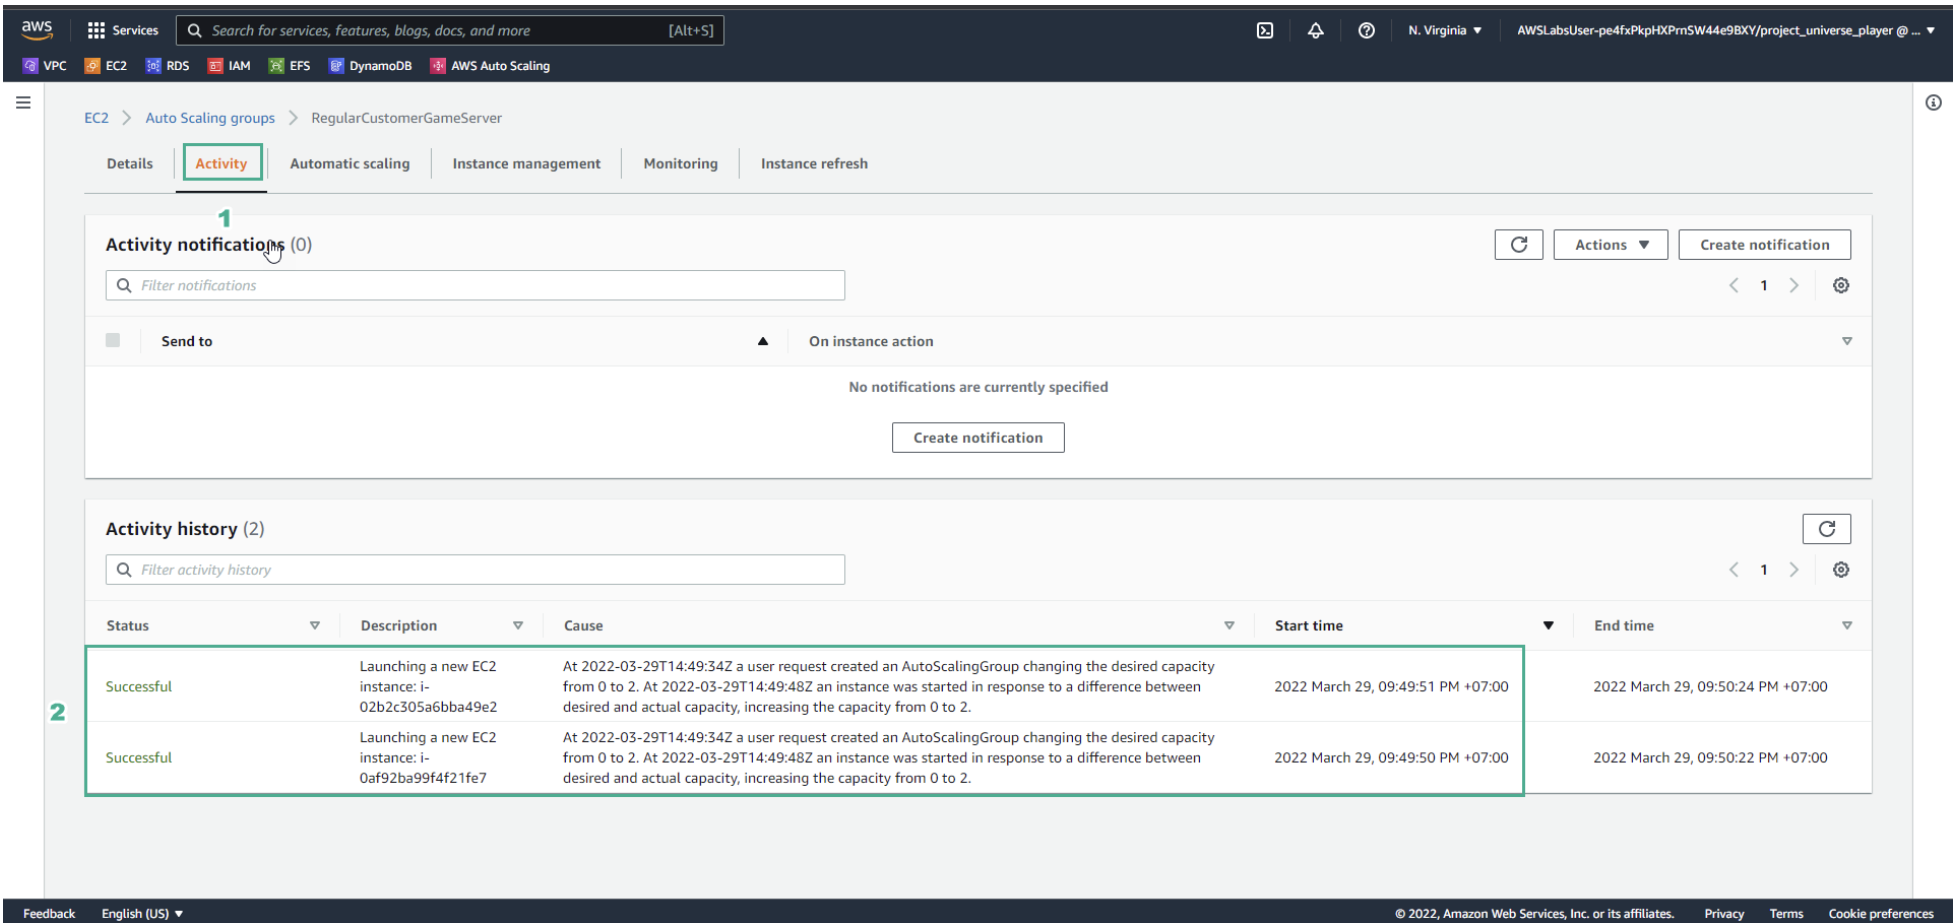 aws
Services
Search for services, features, blogs, docs, and more
[Alt+S]
N. Virginia ▼
AWSLabsUser-pe4fxPkpHXPrnSW44e9BXY/project_universe_player @ ... ▼
VPC
EC2
RDS
IAM
EFS
DynamoDB
AWS Auto Scaling
EC2 > Auto Scaling groups > RegularCustomerGameServer
Details
Activity
Automatic scaling
Instance management
Monitoring
Instance refresh
1
Activity notifications (0)
Actions ▼
Create notification
Filter notifications
< 1 >
Send to
On instance action
No notifications are currently specified
Create notification
Activity history (2)
Filter activity history
< 1 >
Status
Description
Cause
Start time
End time
2
Successful
Launching a new EC2
instance: i-
02b2c305a6bba49e2
At 2022-03-29T14:49:34Z a user request created an AutoScalingGroup changing the desired capacity
from 0 to 2. At 2022-03-29T14:49:48Z an instance was started in response to a difference between
desired and actual capacity, increasing the capacity from 0 to 2.
2022 March 29, 09:49:51 PM +07:00
2022 March 29, 09:50:24 PM +07:00
Successful
Launching a new EC2
instance: i-
0af92ba99f4f21fe7
At 2022-03-29T14:49:34Z a user request created an AutoScalingGroup changing the desired capacity
from 0 to 2. At 2022-03-29T14:49:48Z an instance was started in response to a difference between
desired and actual capacity, increasing the capacity from 0 to 2.
2022 March 29, 09:49:50 PM +07:00
2022 March 29, 09:50:22 PM +07:00
Feedback
English (US) ▼
© 2022, Amazon Web Services, Inc. or its affiliates.
Privacy
Terms
Cookie preferences